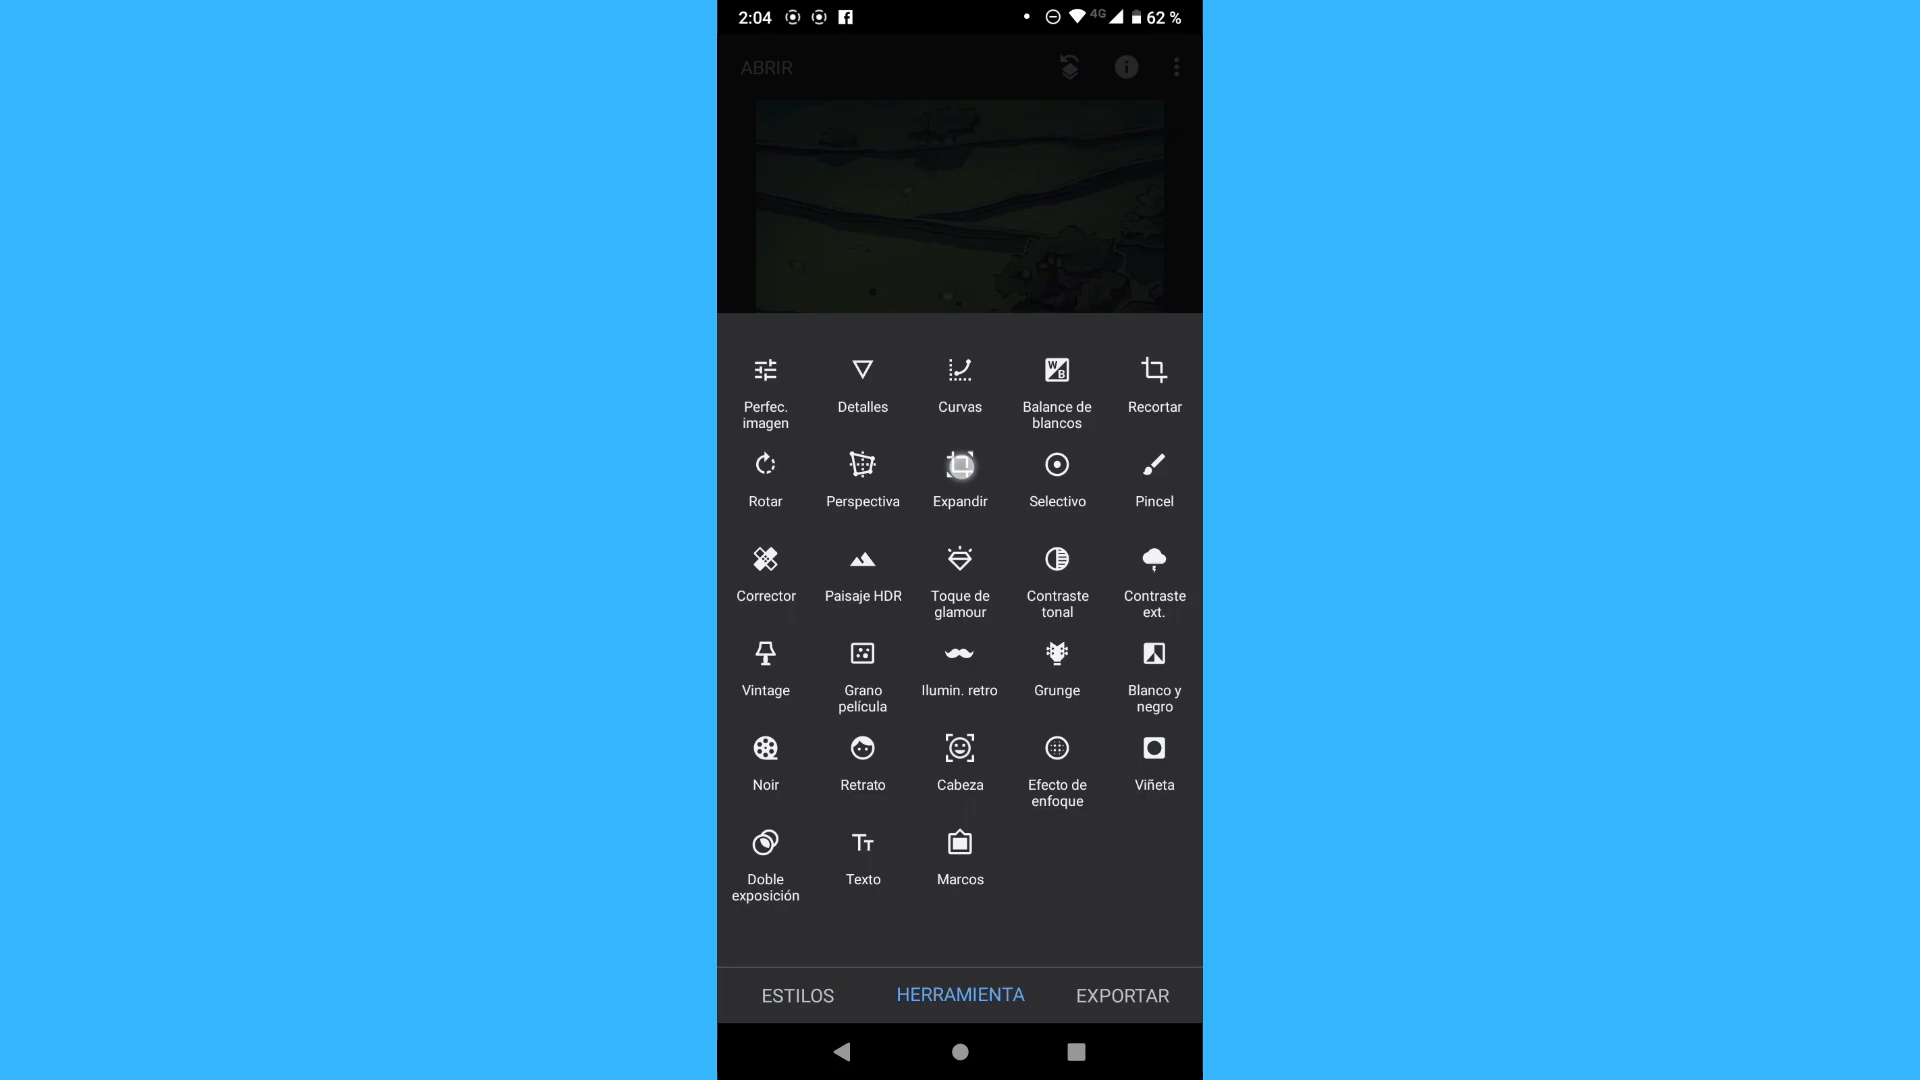 2:04 4G 62 %
ABRIR
Perfec. imagen
Detalles
Curvas
Balance de blancos
Recortar
Rotar
Perspectiva
Expandir
Selectivo
Pincel
Corrector
Paisaje HDR
Toque de glamour
Contraste tonal
Contraste ext.
Vintage
Grano película
Ilumin. retro
Grunge
Blanco y negro
Noir
Retrato
Cabeza
Efecto de enfoque
Viñeta
Doble exposición
Texto
Marcos
ESTILOS
HERRAMIENTA
EXPORTAR